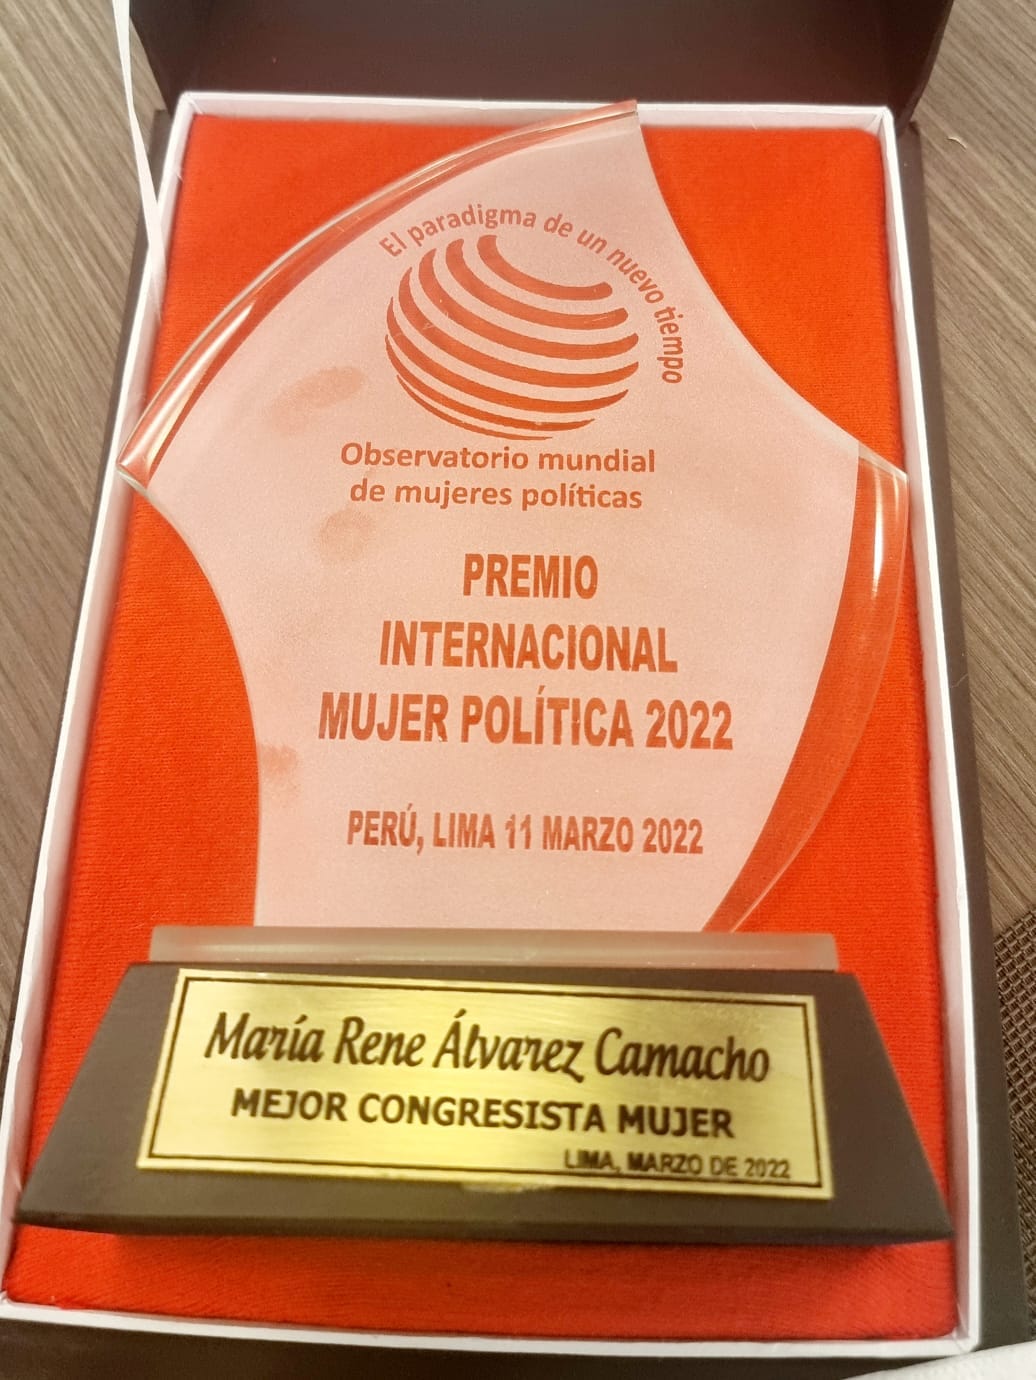 El paradigma de un nuevo tiempo
Observatorio mundial
de mujeres políticas
PREMIO
INTERNACIONAL
MUJER POLÍTICA 2022
PERÚ, LIMA 11 MARZO 2022
María Rene Álvarez Camacho
MEJOR CONGRESISTA MUJER
LIMA, MARZO DE 2022